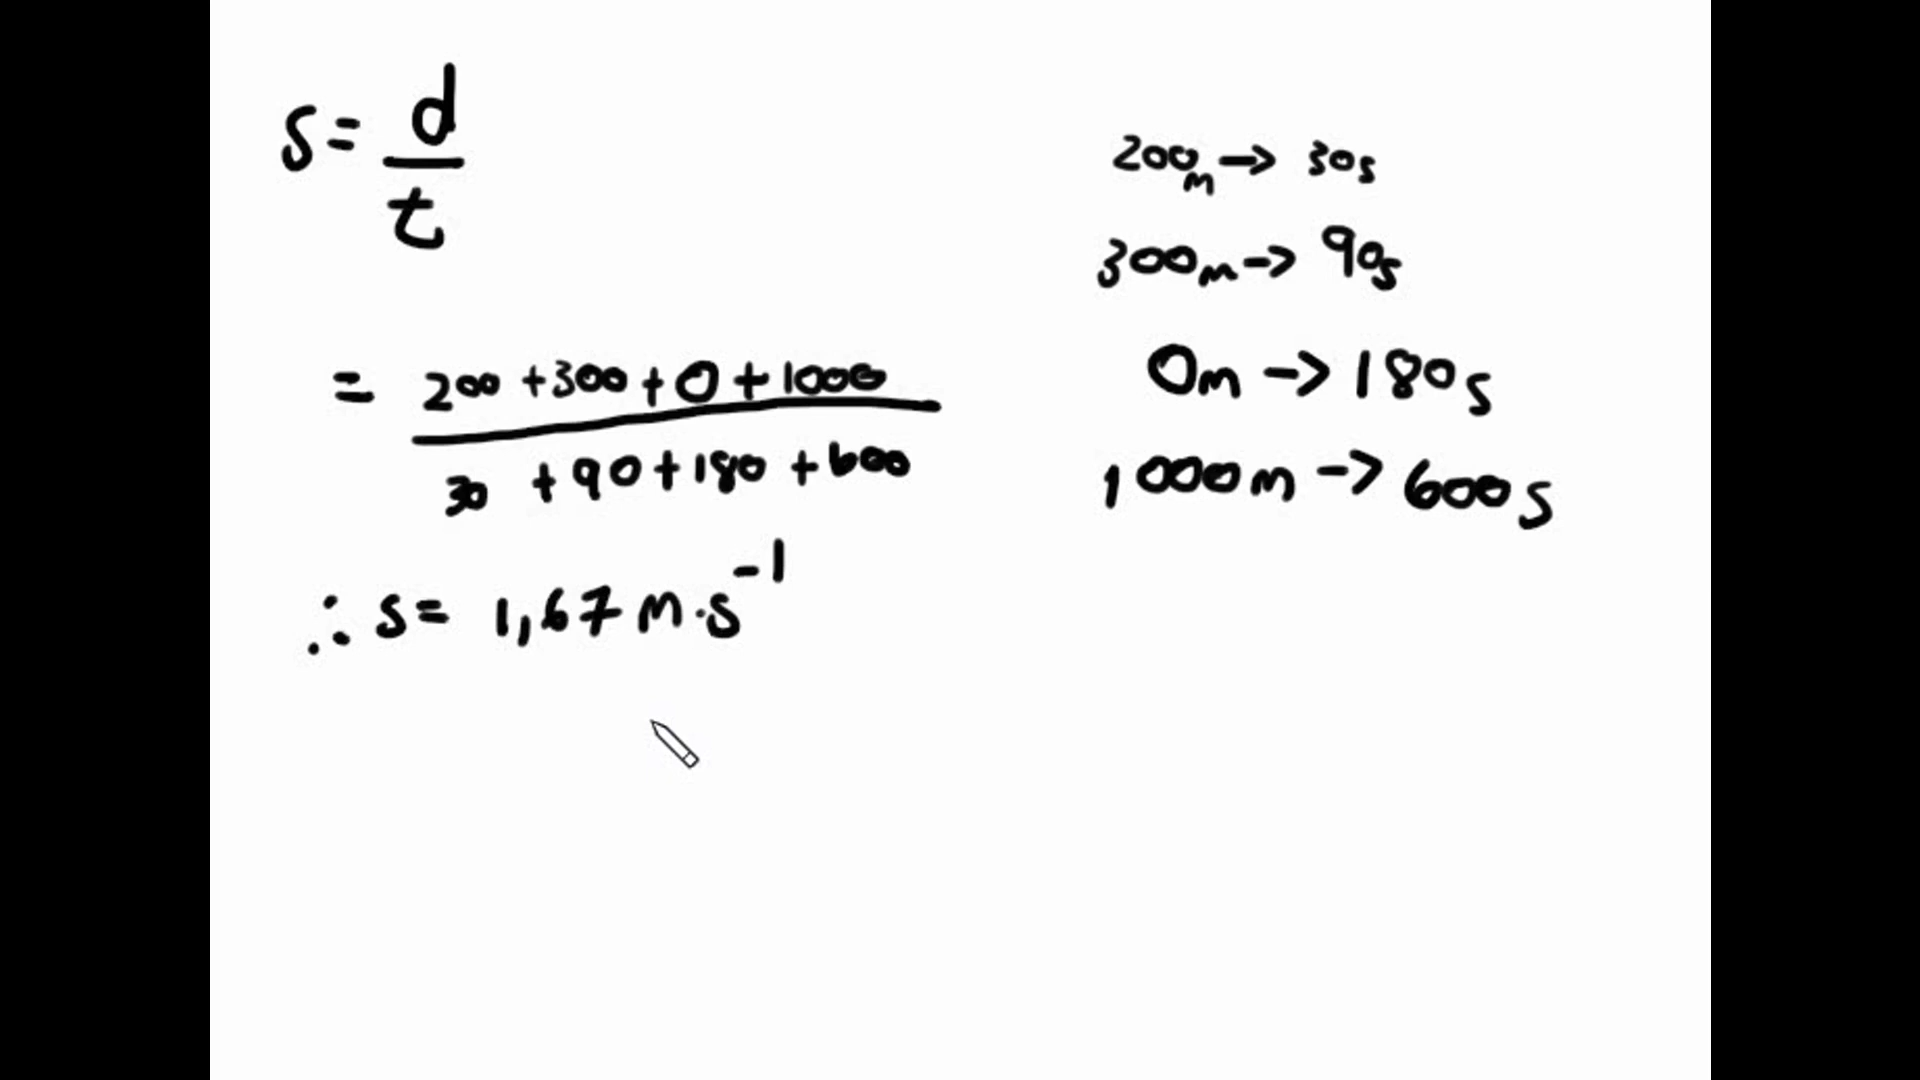 s = d
t
= 200 + 300 + 0 + 1000
30 + 90 + 180 + 600
∴ s = 1,67 m·s⁻¹
200m → 30s
300m → 90s
0m → 180s
1000m → 600s